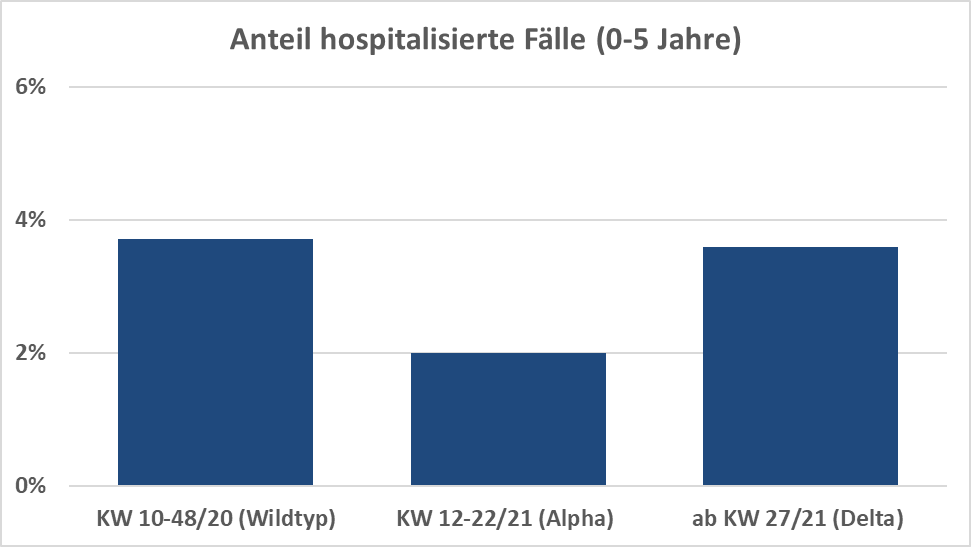 Anteil hospitalisierte Fälle (0-5 Jahre)
6%
4%
2%
0%
KW 10-48/20 (Wildtyp) KW 12-22/21 (Alpha) ab KW 27/21 (Delta)